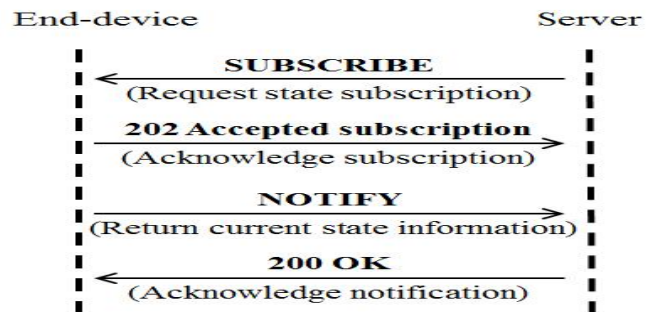 End-device Server
SUBSCRIBE
(Request state subscription)
202 Accepted subscription
(Acknowledge subscription)
NOTIFY
(Return current state information)
200 OK
(Acknowledge notification)